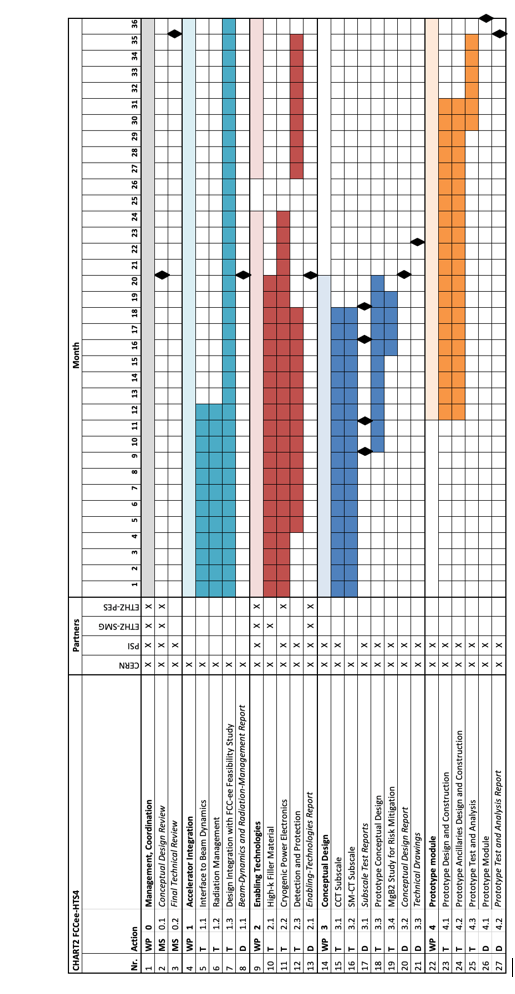 CHART2 FCCee-HTS4 Partners Month
Nr. Action CERN PSI ETHZ-SMG ETHZ-PES 1 2 3 4 5 6 7 8 9 10 11 12 13 14 15 16 17 18 19 20 21 22 23 24 25 26 27 28 29 30 31 32 33 34 35 36
1 WP 0 Management, Coordination X X X X
2 MS 0.1 Conceptual Design Review X X X X
3 MS 0.2 Final Technical Review X X
4 WP 1 Accelerator Integration X
5 T 1.1 Interface to Beam Dynamics X
6 T 1.2 Radiation Management X
7 T 1.3 Design Integration with FCC-ee Feasibility Study X
8 D 1.1 Beam-Dynamics and Radiation-Management Report X
9 WP 2 Enabling Technologies X X X X
10 T 2.1 High-k Filler Material X X
11 T 2.2 Cryogenic Power Electronics X X
12 T 2.3 Detection and Protection X
13 D 2.1 Enabling-Technologies Report X X X
14 WP 3 Conceptual Design X X
15 T 3.1 CCT Subscale X X
16 T 3.2 SM-CT Subscale X
17 D 3.1 Subscale Test Reports X X
18 T 3.3 Prototype Conceptual Design X X
19 T 3.4 MgB2 Study for Risk Mitigation X X
20 D 3.2 Conceptual Design Report X X
21 D 3.3 Technical Drawings X X
22 WP 4 Prototype module X X
23 T 4.1 Prototype Design and Construction X X
24 T 4.2 Prototype Ancillaries Design and Construction X X
25 T 4.3 Prototype Test and Analysis X X
26 D 4.1 Prototype Module X X
27 D 4.2 Prototype Test and Analysis Report X X